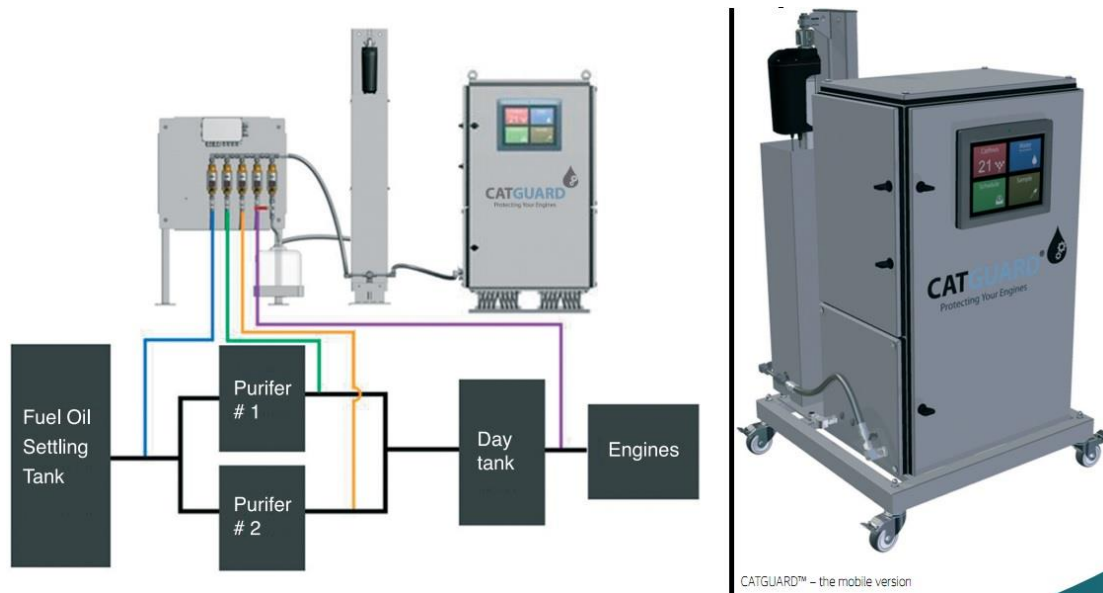 CATGUARD
Protecting Your Engines
Fuel Oil
Settling
Tank
Purifer
# 1
Purifer
# 2
Day
tank
Engines
21
CATGUARD
Protecting Your Engines
CATGUARD™ – the mobile version